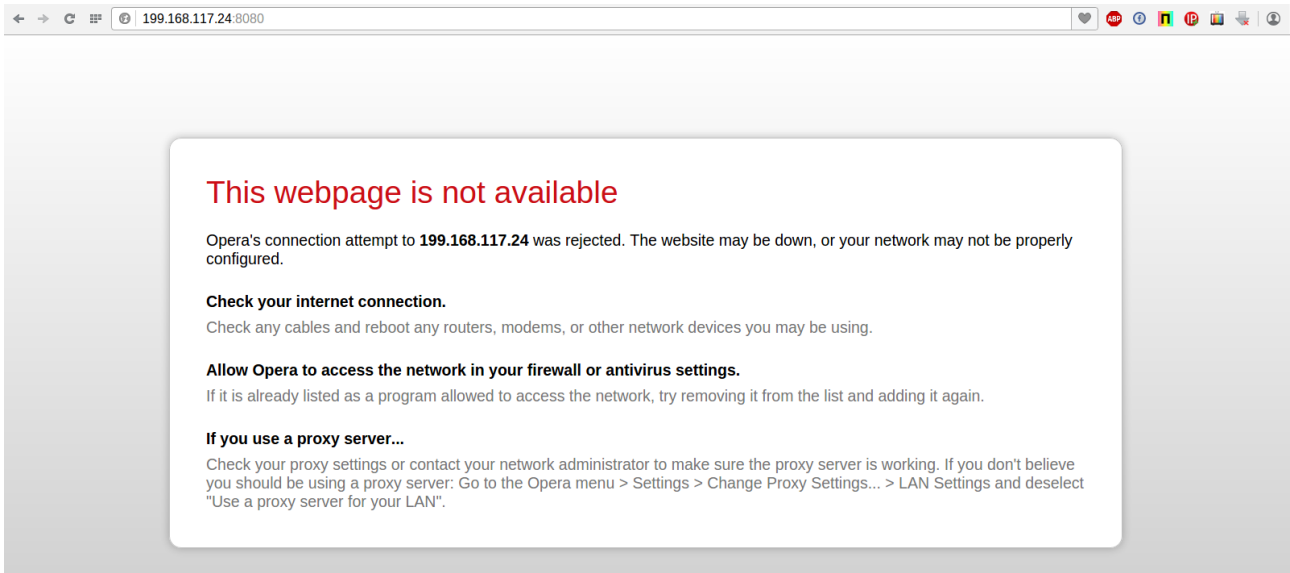 199.168.117.24:8080
ABP
This webpage is not available
Opera's connection attempt to 199.168.117.24 was rejected. The website may be down, or your network may not be properly
configured.
Check your internet connection.
Check any cables and reboot any routers, modems, or other network devices you may be using.
Allow Opera to access the network in your firewall or antivirus settings.
If it is already listed as a program allowed to access the network, try removing it from the list and adding it again.
If you use a proxy server...
Check your proxy settings or contact your network administrator to make sure the proxy server is working. If you don't believe
you should be using a proxy server: Go to the Opera menu > Settings > Change Proxy Settings... > LAN Settings and deselect
"Use a proxy server for your LAN".